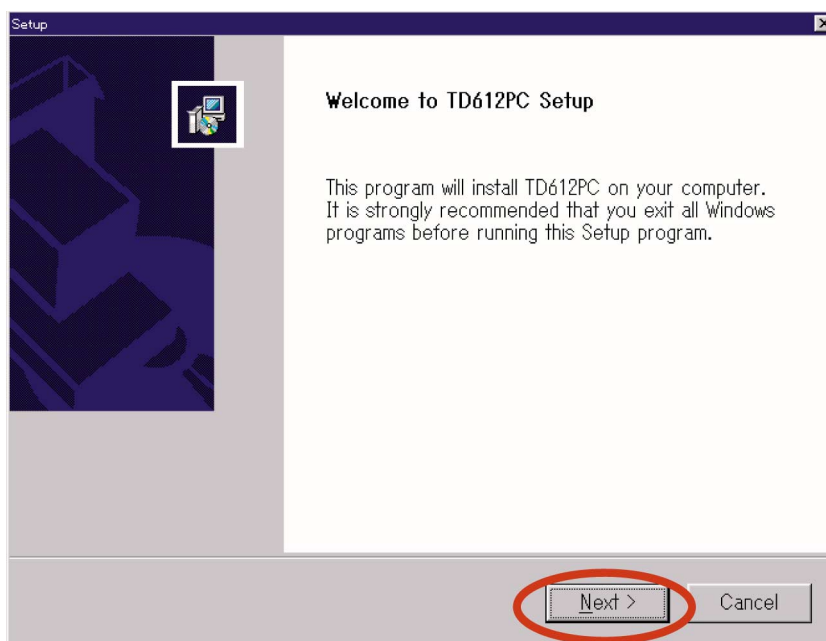 Setup
Welcome to TD612PC Setup
This program will install TD612PC on your computer.
It is strongly recommended that you exit all Windows
programs before running this Setup program.
Next >
Cancel